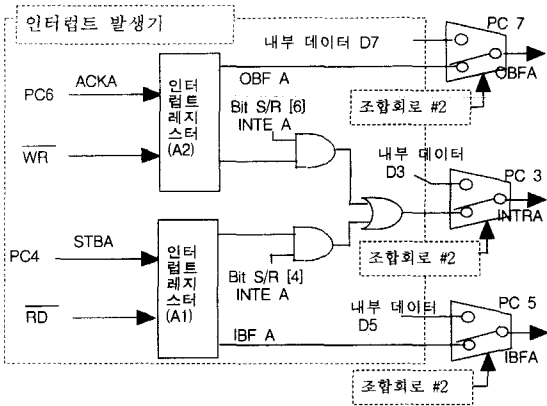 인터럽트 발생기
PC 7
내부 데이터 D7
ACKA
PC6
인터럽트레지스터 (A2)
OBF A
OBFA
Bit S/R [6]
INTE A
조합회로 #2
WR
내부 데이터
D3
PC 3
INTRA
STBA
PC4
인터럽트레지스터 (A1)
Bit S/R [4]
INTE A
조합회로 #2
RD
내부 데이터
D5
PC 5
IBF A
IBFA
조합회로 #2